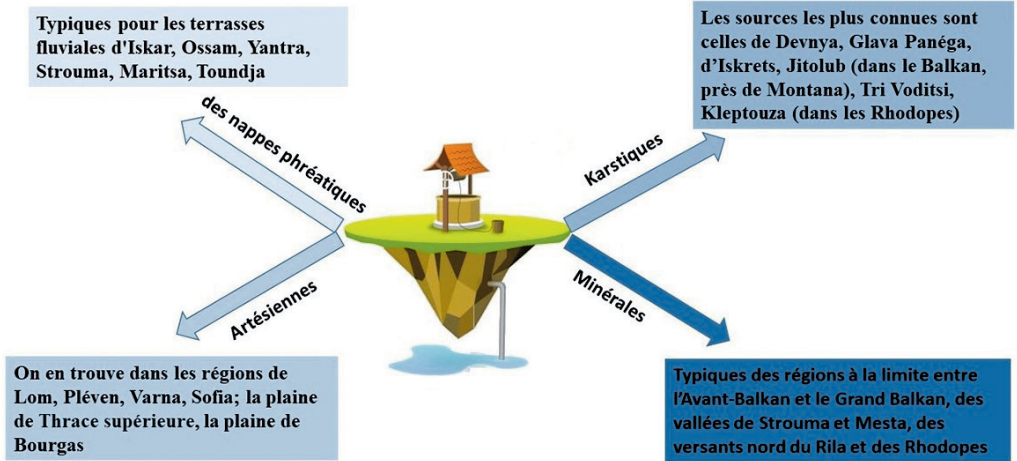 Typiques pour les terrasses
fluviales d'Iskar, Ossam, Yantra,
Strouma, Maritsa, Toundja
des nappes phréatiques
Les sources les plus connues sont
celles de Devnya, Glava Panéga,
d’Iskrets, Jitolub (dans le Balkan,
près de Montana), Tri Voditsi,
Kleptouza (dans les Rhodopes)
Karstiques
Artésiennes
On en trouve dans les régions de
Lom, Pléven, Varna, Sofia; la plaine
de Thrace supérieure, la plaine de
Bourgas
Minérales
Typiques des régions à la limite entre
l’Avant-Balkan et le Grand Balkan, des
vallées de Strouma et Mesta, des
versants nord du Rila et des Rhodopes